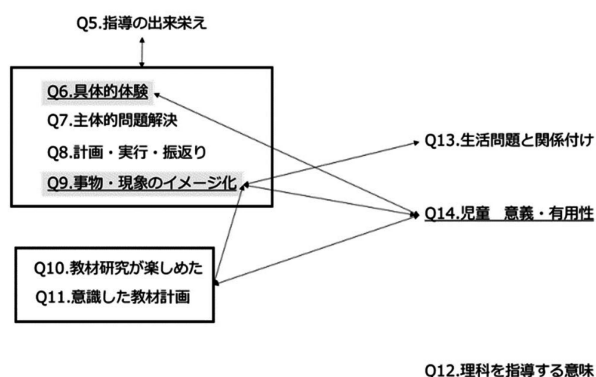 Q5.指導の出来栄え
Q6.具体的体験
Q7.主体的問題解決
Q8.計画・実行・振返り
Q9.事物・現象のイメージ化
Q10.教材研究が楽しめた
Q11.意識した教材計画
Q13.生活問題と関係付け
Q14.児童　意義・有用性
Q12.理科を指導する意味